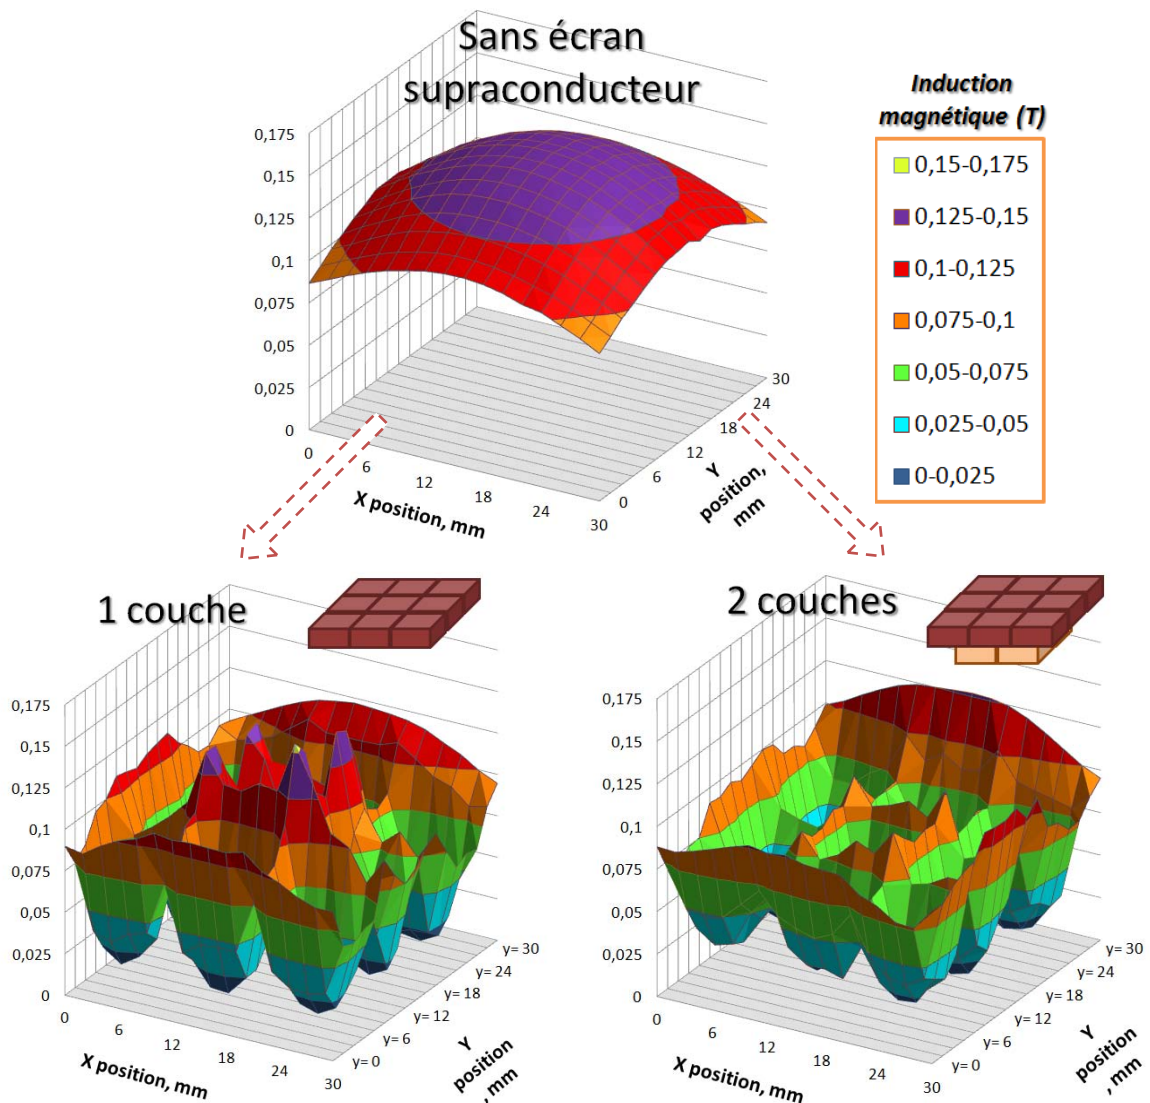 Sans écran
supraconducteur
Induction
magnétique (T)
0,15-0,175
0,125-0,15
0,1-0,125
0,075-0,1
0,05-0,075
0,025-0,05
0-0,025
0,175
0,15
0,125
0,1
0,075
0,05
0,025
0
0
6
12
18
24
30
X position, mm
0
6
12
18
24
30
Y
position,
mm
1 couche
0,175
0,15
0,125
0,1
0,075
0,05
0,025
0
0
6
12
18
24
30
X position, mm
y= 0
y= 6
y= 12
y= 18
y= 24
y= 30
Y
position
, mm
2 couches
0,175
0,15
0,125
0,1
0,075
0,05
0,025
0
0
6
12
18
24
30
X position, mm
y= 0
y= 6
y= 12
y= 18
y= 24
y= 30
Y
position
, mm